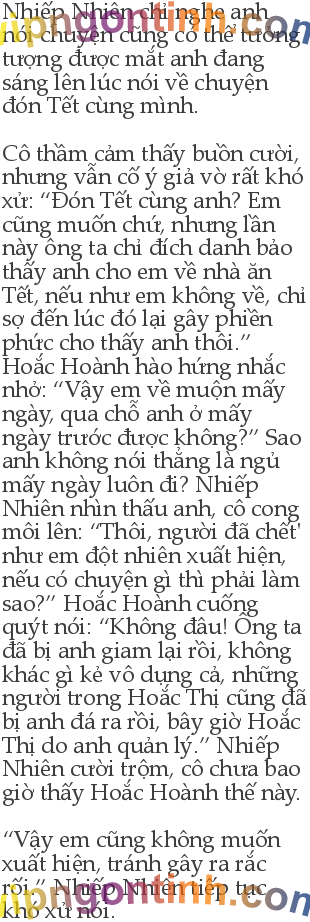 Nhiếp Nhiên chỉ nghe anh
nói chuyện cũng có thể tưởng
tượng được mắt anh đang
sáng lên lúc nói về chuyện
đón Tết cùng mình.
Cô thầm cảm thấy buồn cười,
nhưng vẫn cố ý giả vờ rất khó
xử: “Đón Tết cùng anh? Em
cũng muốn chứ, nhưng lần
này ông ta chỉ đích danh bảo
thấy anh cho em về nhà ăn
Tết, nếu như em không về, chỉ
sợ đến lúc đó lại gây phiền
phức cho thấy anh thôi.”
Hoắc Hoành hào hứng nhắc
nhở: “Vậy em về muộn mấy
ngày, qua chỗ anh ở mấy
ngày trước được không?” Sao
anh không nói thẳng là ngủ
mấy ngày luôn đi? Nhiếp
Nhiên nhìn thấu anh, cô cong
môi lên: “Thôi, người đã chết'
như em đột nhiên xuất hiện,
nếu có chuyện gì thì phải làm
sao?” Hoắc Hoành cuống
quýt nói: “Không đâu! Ông ta
đã bị anh giam lại rồi, không
khác gì kẻ vô dụng cả, những
người trong Hoắc Thị cũng đã
bị anh đá ra rồi, bây giờ Hoắc
Thị do anh quản lý.” Nhiếp
Nhiên cười trộm, cô chưa bao
giờ thấy Hoắc Hoành thế này.
“Vậy em cũng không muốn
xuất hiện, tránh gây ra rắc
rối.” Nhiếp Nhiên tiếp tục
khó xử nói.